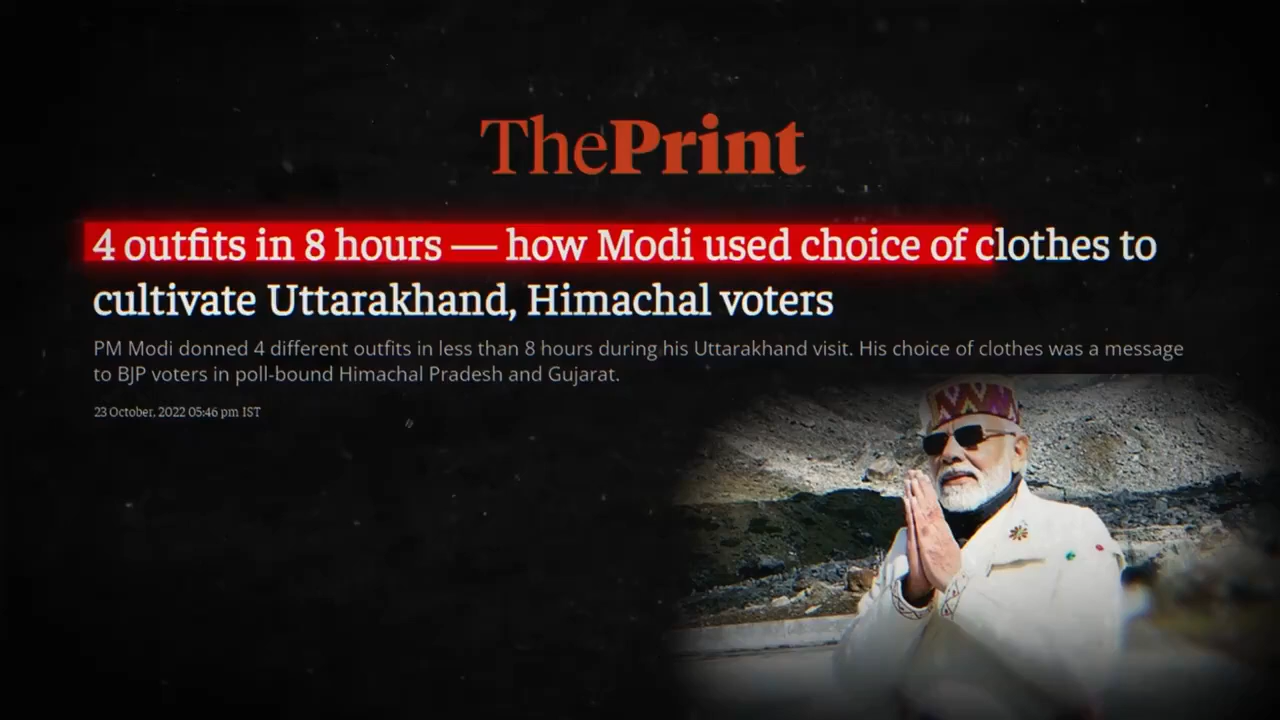 ThePrint
4 outfits in 8 hours — how Modi used choice of clothes to
cultivate Uttarakhand, Himachal voters
PM Modi donned 4 different outfits in less than 8 hours during his Uttarakhand visit. His choice of clothes was a message
to BJP voters in poll-bound Himachal Pradesh and Gujarat.
23 October, 2022 05:46 pm IST